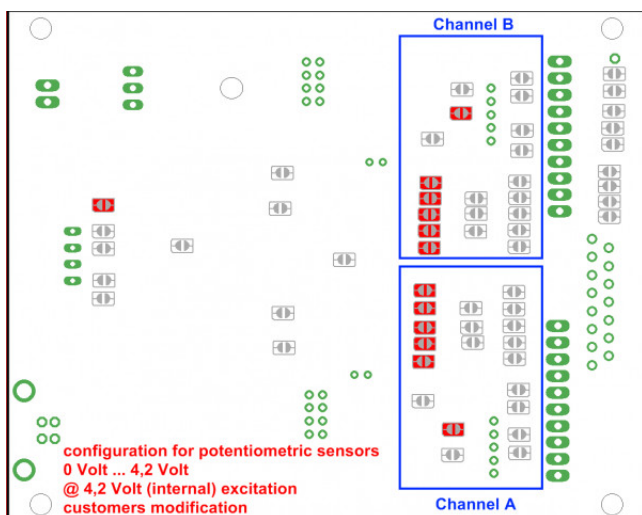 Channel B
configuration for potentiometric sensors
0 Volt ... 4,2 Volt
@ 4,2 Volt (internal) excitation
customers modification
Channel A